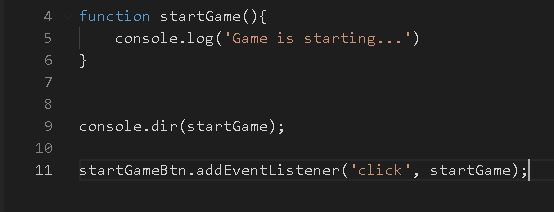 4 function startGame(){
5 console.log('Game is starting...')
6 }
7
8
9 console.dir(startGame);
10
11 startGameBtn.addEventListener('click', startGame);